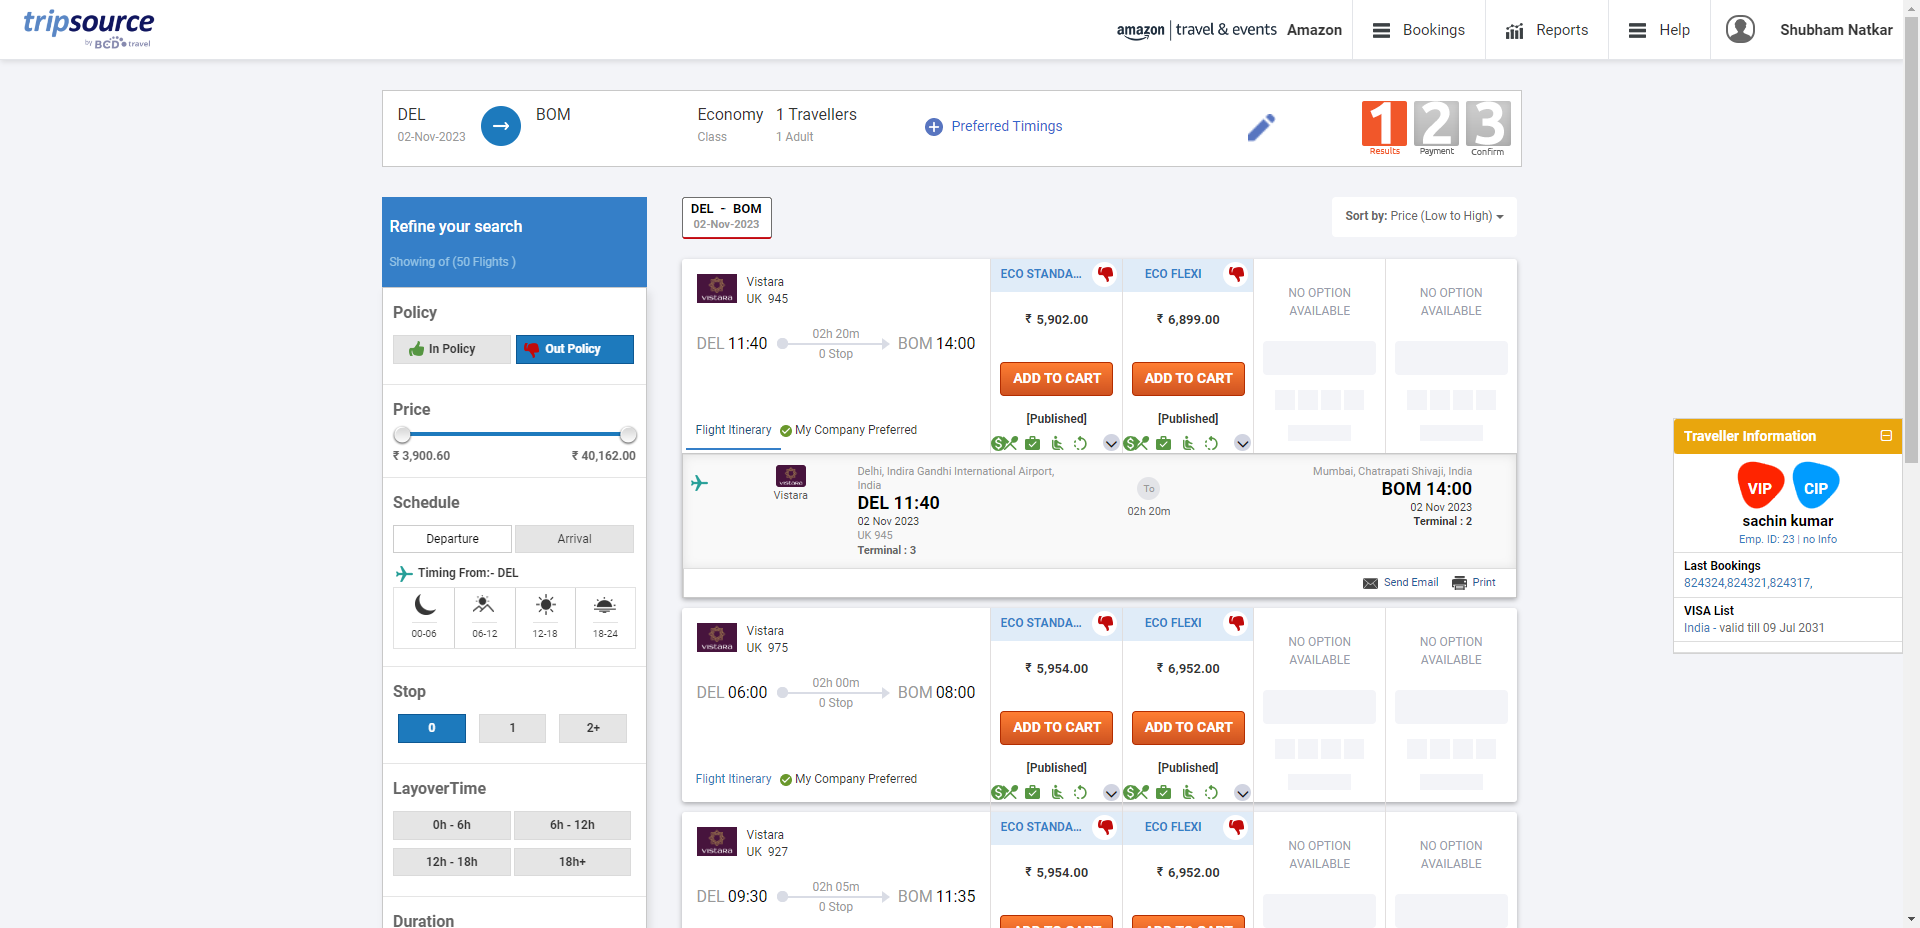 tripsource
by BCD travel
amazon | travel & events Amazon
Bookings
Reports
Help
Shubham Natkar
DEL
02-Nov-2023
BOM
Economy
Class
1 Travellers
1 Adult
Preferred Timings
1 2 3
Results Payment Confirm
Refine your search
Showing of (50 Flights )
Policy
In Policy
Out Policy
Price
₹ 3,900.60
₹ 40,162.00
Schedule
Departure
Arrival
Timing From:- DEL
00-06
06-12
12-18
18-24
Stop
0
1
2+
LayoverTime
0h - 6h
6h - 12h
12h - 18h
18h+
Duration
DEL - BOM
02-Nov-2023
Sort by: Price (Low to High)
VISTARA
Vistara
UK 945
DEL 11:40
02h 20m
0 Stop
BOM 14:00
Flight Itinerary
My Company Preferred
ECO STANDA...
₹ 5,902.00
ADD TO CART
[Published]
ECO FLEXI
₹ 6,899.00
ADD TO CART
[Published]
NO OPTION
AVAILABLE
NO OPTION
AVAILABLE
VISTARA
Vistara
Delhi, Indira Gandhi International Airport,
India
DEL 11:40
02 Nov 2023
UK 945
Terminal : 3
To
02h 20m
Mumbai, Chatrapati Shivaji, India
BOM 14:00
02 Nov 2023
Terminal : 2
Send Email
Print
VISTARA
Vistara
UK 975
DEL 06:00
02h 00m
0 Stop
BOM 08:00
Flight Itinerary
My Company Preferred
ECO STANDA...
₹ 5,954.00
ADD TO CART
[Published]
ECO FLEXI
₹ 6,952.00
ADD TO CART
[Published]
NO OPTION
AVAILABLE
NO OPTION
AVAILABLE
VISTARA
Vistara
UK 927
DEL 09:30
02h 05m
0 Stop
BOM 11:35
ECO STANDA...
₹ 5,954.00
ADD TO CART
ECO FLEXI
₹ 6,952.00
ADD TO CART
NO OPTION
AVAILABLE
NO OPTION
AVAILABLE
Traveller Information
VIP
CIP
sachin kumar
Emp. ID: 23 | no Info
Last Bookings
824324,824321,824317,
VISA List
India - valid till 09 Jul 2031